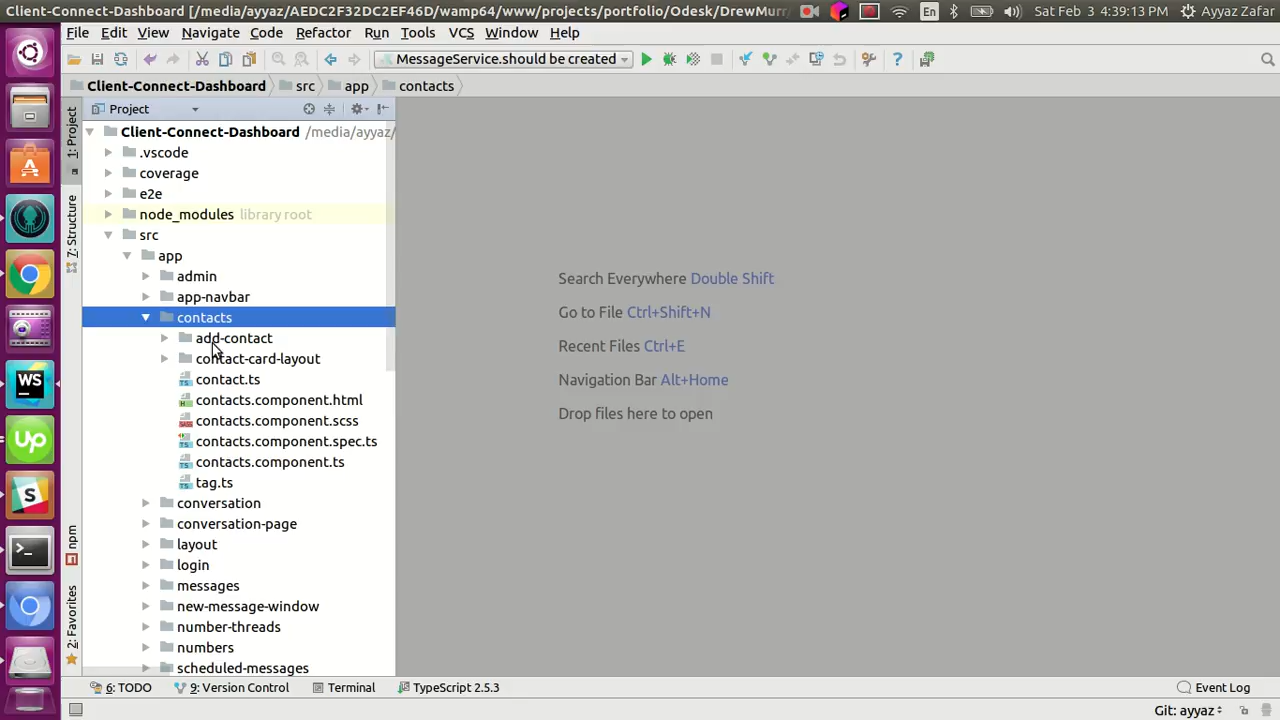 Client-Connect-Dashboard [/media/ayyaz/AEDC2F32DC2EF46D/wamp64/www/projects/portfolio/Odesk/DrewMurr
En
Sat Feb 3 4:39:13 PM
Ayyaz Zafar
File Edit View Navigate Code Refactor Run Tools VCS Window Help
MessageService.should be created
Client-Connect-Dashboard src app contacts
1: Project
7: Structure
npm
2: Favorites
Project
Client-Connect-Dashboard /media/ayyaz/
.vscode
coverage
e2e
node_modules library root
src
app
admin
app-navbar
contacts
add-contact
contact-card-layout
contact.ts
contacts.component.html
contacts.component.scss
contacts.component.spec.ts
contacts.component.ts
tag.ts
conversation
conversation-page
layout
login
messages
new-message-window
number-threads
numbers
scheduled-messages
Search Everywhere Double Shift
Go to File Ctrl+Shift+N
Recent Files Ctrl+E
Navigation Bar Alt+Home
Drop files here to open
6: TODO 9: Version Control Terminal TypeScript 2.5.3 Event Log
Git: ayyaz